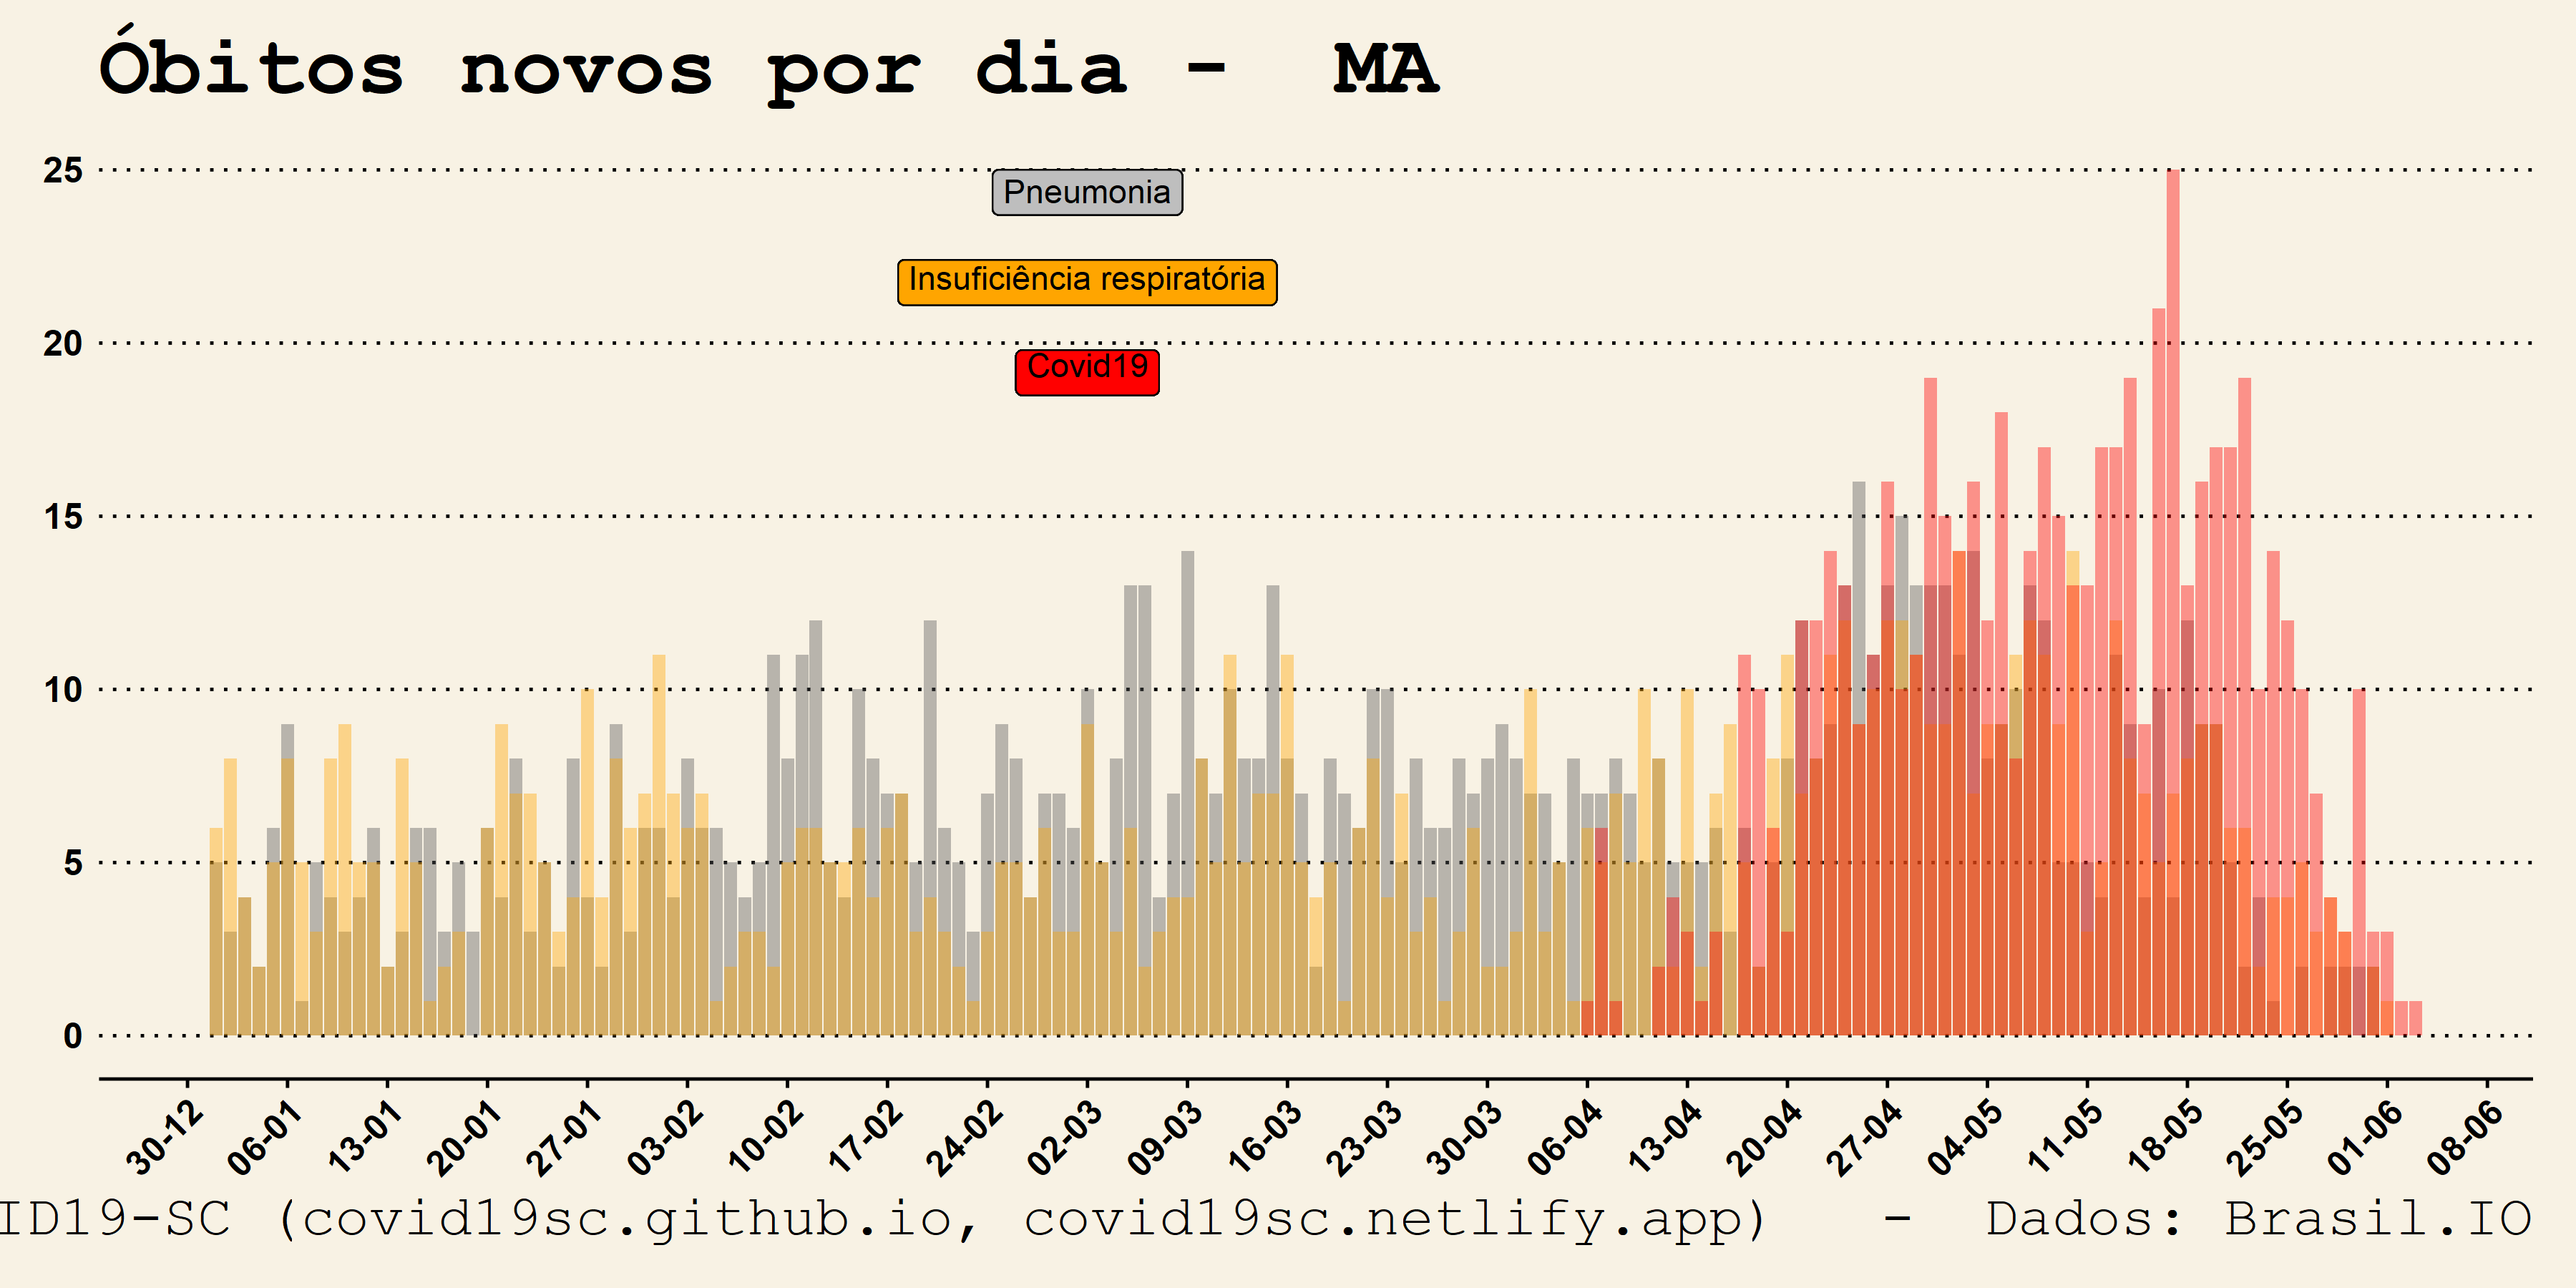 Óbitos novos por dia -  MA
25
Pneumonia
Insuficiência respiratória
20
Covid19
15
10
5
0
30-12 06-01 13-01 20-01 27-01 03-02 10-02 17-02 24-02 02-03 09-03 16-03 23-03 30-03 06-04 13-04 20-04 27-04 04-05 11-05 18-05 25-05 01-06 08-06
ID19-SC (covid19sc.github.io, covid19sc.netlify.app)  -  Dados: Brasil.IO